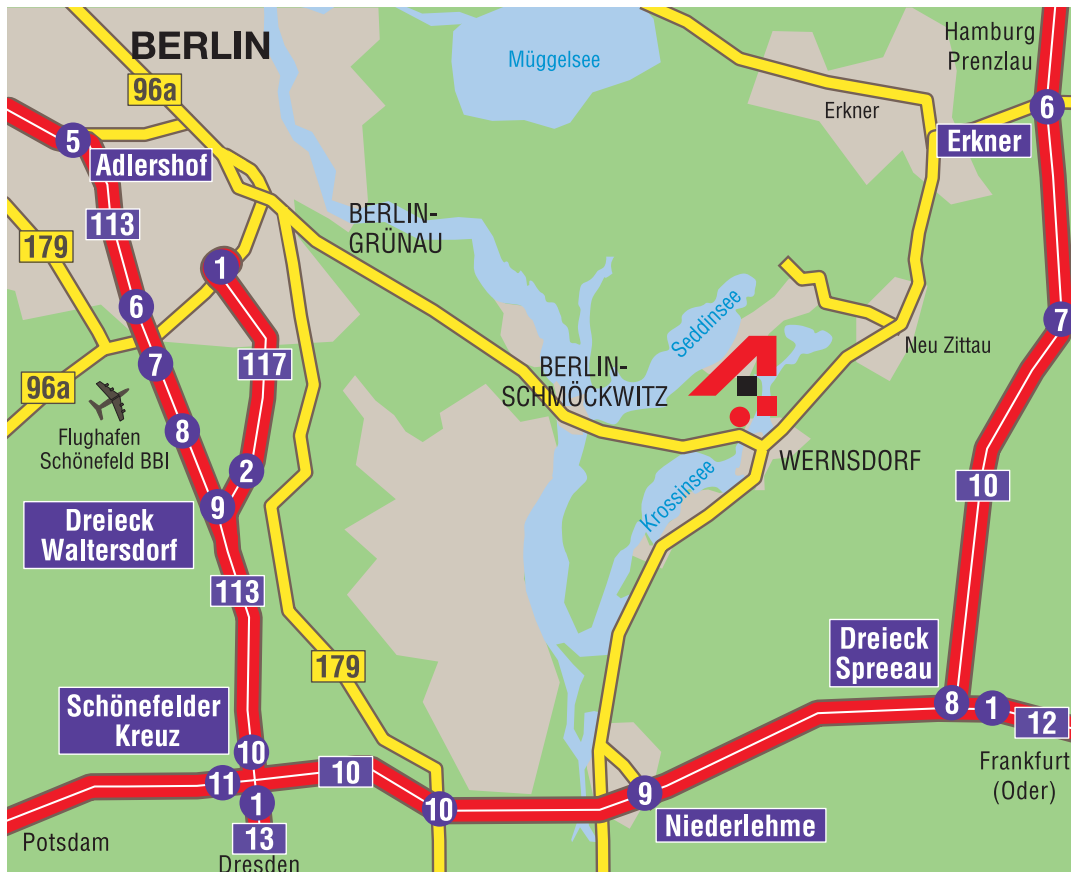 BERLIN
96a
Müggelsee
Hamburg
Prenzlau
Erkner
6
5
Adlershof
Erkner
113
BERLIN-
GRÜNAU
179
1
6
Seddinsee
7
7
117
BERLIN-
SCHMÖCKWITZ
Neu Zittau
96a
Flughafen
Schönefeld BBI
8
2
WERNSDORF
Krossinsee
10
9
Dreieck
Waltersdorf
113
Dreieck
Spreeau
179
Schönefelder
Kreuz
8
1
12
10
11
10
Frankfurt
(Oder)
1
10
9
Niederlehme
13
Potsdam
Dresden